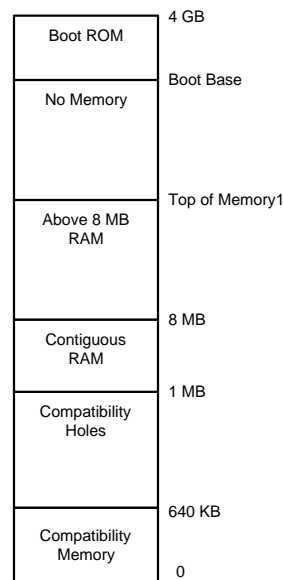 4 GB
Boot ROM
Boot Base
No Memory
Top of Memory1
Above 8 MB
RAM
8 MB
Contiguous
RAM
1 MB
Compatibility
Holes
640 KB
Compatibility
Memory
0